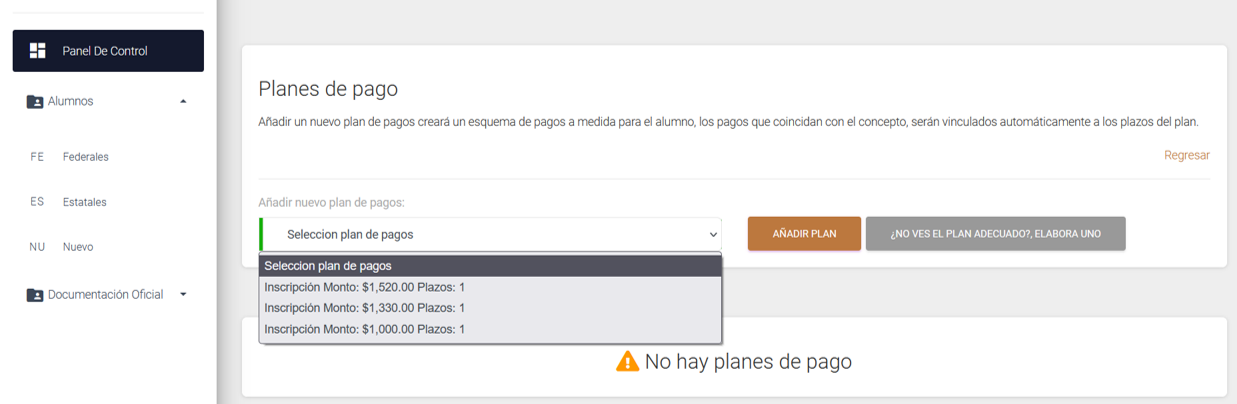 Panel De Control
Alumnos
FE Federales
ES Estatales
NU Nuevo
Documentación Oficial
Planes de pago
Añadir un nuevo plan de pagos creará un esquema de pagos a medida para el alumno, los pagos que coincidan con el concepto, serán vinculados automáticamente a los plazos del plan.
Regresar
Añadir nuevo plan de pagos:
Seleccion plan de pagos
AÑADIR PLAN
¿NO VES EL PLAN ADECUADO?, ELABORA UNO
Seleccion plan de pagos
Inscripción Monto: $1,520.00 Plazos: 1
Inscripción Monto: $1,330.00 Plazos: 1
Inscripción Monto: $1,000.00 Plazos: 1
No hay planes de pago